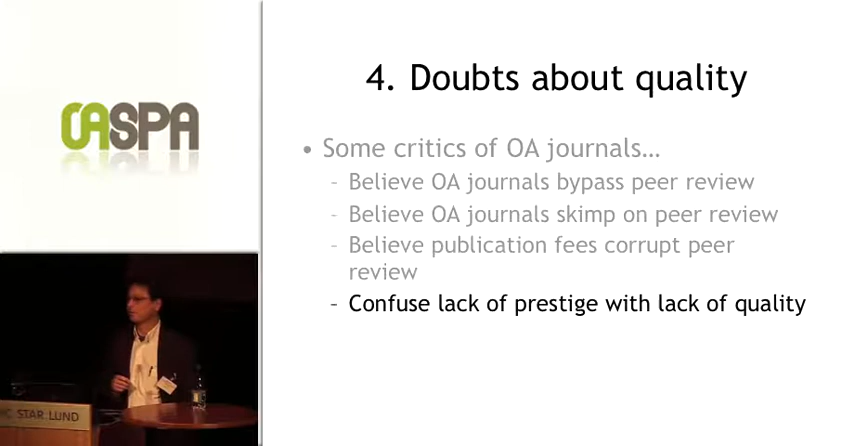 OASPA
4. Doubts about quality
• Some critics of OA journals...
- Believe OA journals bypass peer review
- Believe OA journals skimp on peer review
- Believe publication fees corrupt peer
review
- Confuse lack of prestige with lack of quality
STAR LUND